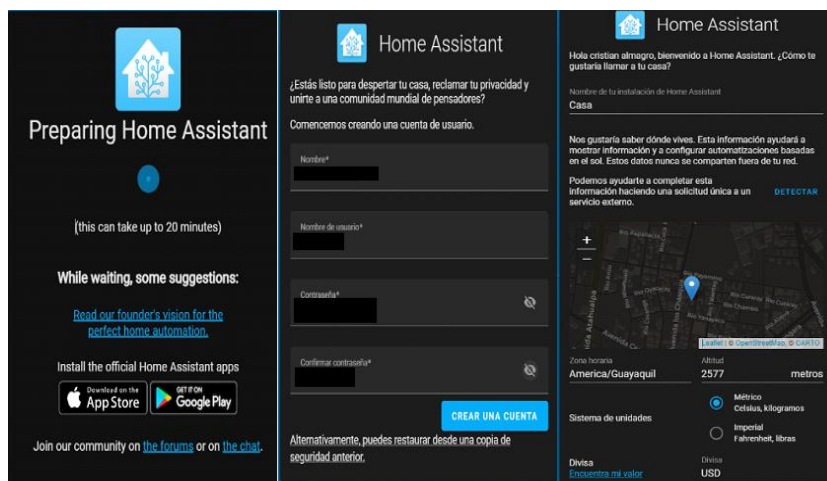 Preparing Home Assistant
(this can take up to 20 minutes)
While waiting, some suggestions:
Read our founder's vision for the
perfect home automation.
Install the official Home Assistant apps
Download on the
App Store
GET IT ON
Google Play
Join our community on the forums or on the chat.
Home Assistant
¿Estás listo para despertar tu casa, reclamar tu privacidad y
unirte a una comunidad mundial de pensadores?
Comencemos creando una cuenta de usuario.
Nombre*
Nombre de usuario*
Contraseña*
Confirmar contraseña*
CREAR UNA CUENTA
Alternativamente, puedes restaurar desde una copia de
seguridad anterior.
Home Assistant
Hola cristian almagro, bienvenido a Home Assistant. ¿Cómo te
gustaría llamar a tu casa?
Nombre de tu instalación de Home Assistant
Casa
Nos gustaría saber dónde vives. Esta información ayudará a
mostrar información y a configurar automatizaciones basadas
en el sol. Estos datos nunca se comparten fuera de tu red.
Podemos ayudarte a completar esta
información haciendo una solicitud única a un
servicio externo.
DETECTAR
+
−
Leaflet | © OpenStreetMap, © CARTO
Zona horaria
America/Guayaquil
Altitud
2577 metros
Sistema de unidades
Métrico
Celsius, kilogramos
Imperial
Fahrenheit, libras
Divisa
Encuentra mi valor
Divisa
USD